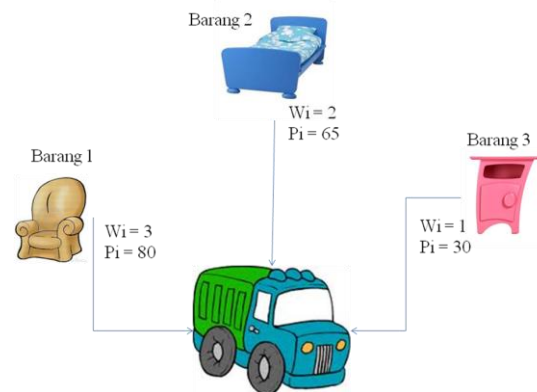 Barang 2
Wi = 2
Pi = 65
Barang 1
Wi = 3
Pi = 80
Barang 3
Wi = 1
Pi = 30